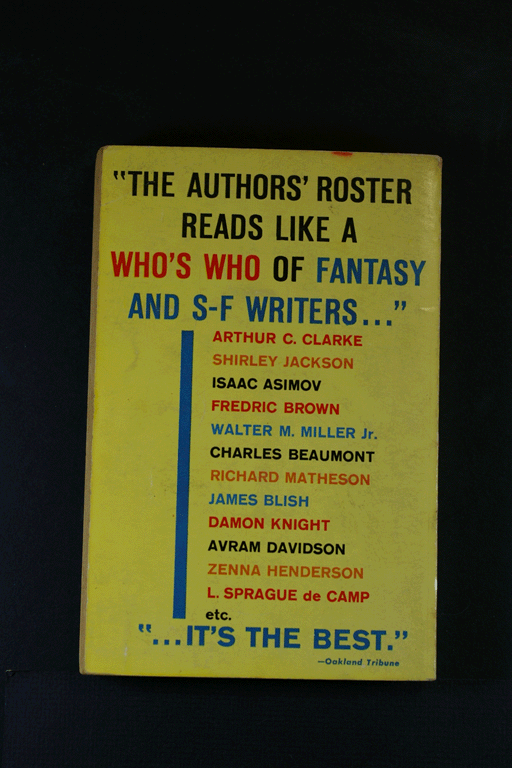 "THE AUTHORS' ROSTER
READS LIKE A
WHO'S WHO OF FANTASY
AND S-F WRITERS..."
ARTHUR C. CLARKE
SHIRLEY JACKSON
ISAAC ASIMOV
FREDRIC BROWN
WALTER M. MILLER Jr.
CHARLES BEAUMONT
RICHARD MATHESON
JAMES BLISH
DAMON KNIGHT
AVRAM DAVIDSON
ZENNA HENDERSON
L. SPRAGUE de CAMP
etc.
"...IT'S THE BEST."
—Oakland Tribune